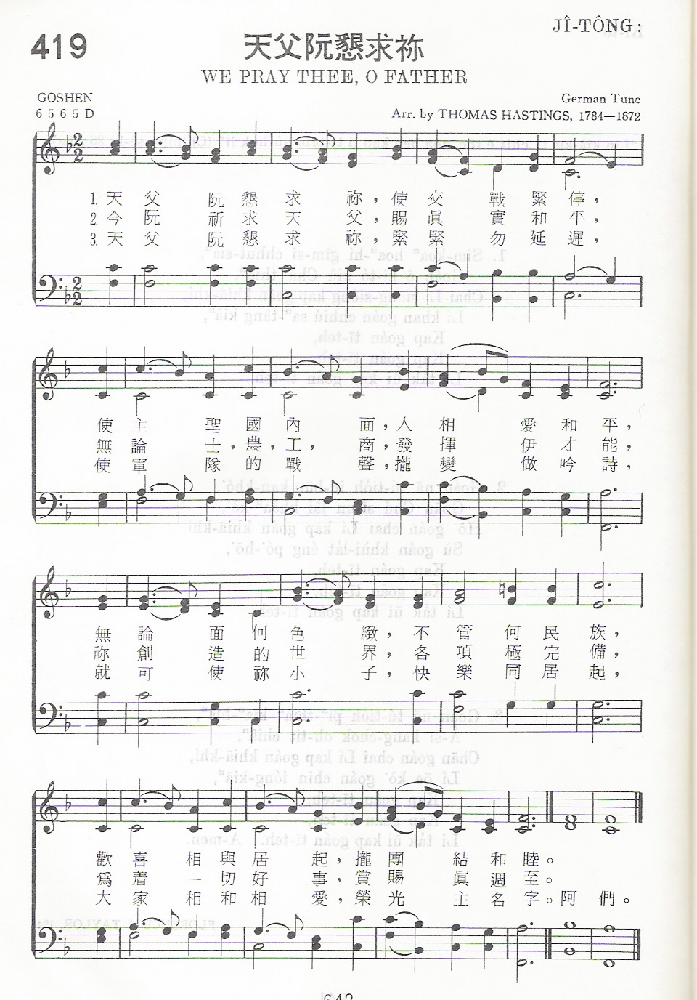 JÎ-TÔNG:
419
天父阮懇求祢
WE PRAY THEE, O FATHER
GOSHEN
6 5 6 5 D
German Tune
Arr. by THOMAS HASTINGS, 1784—1872
1. 天父阮懇求祢，使交戰緊停，
2. 今阮祈求天父，賜眞實和平，
3. 天父阮懇求祢，緊緊勿延遲，
使主聖國內面，人相愛和平，
無論士，農，工，商，發揮伊才能，
使軍隊的戰聲，攏變做吟詩，
無論面何色緻，不管何民族，
祢創造的世界，各項極完備，
就可使祢小子，快樂同居起，
歡喜相與居起，攏團結和睦。
爲着一切好事，賞賜眞週至。
大家相和相愛，榮光主名字。阿們。
642